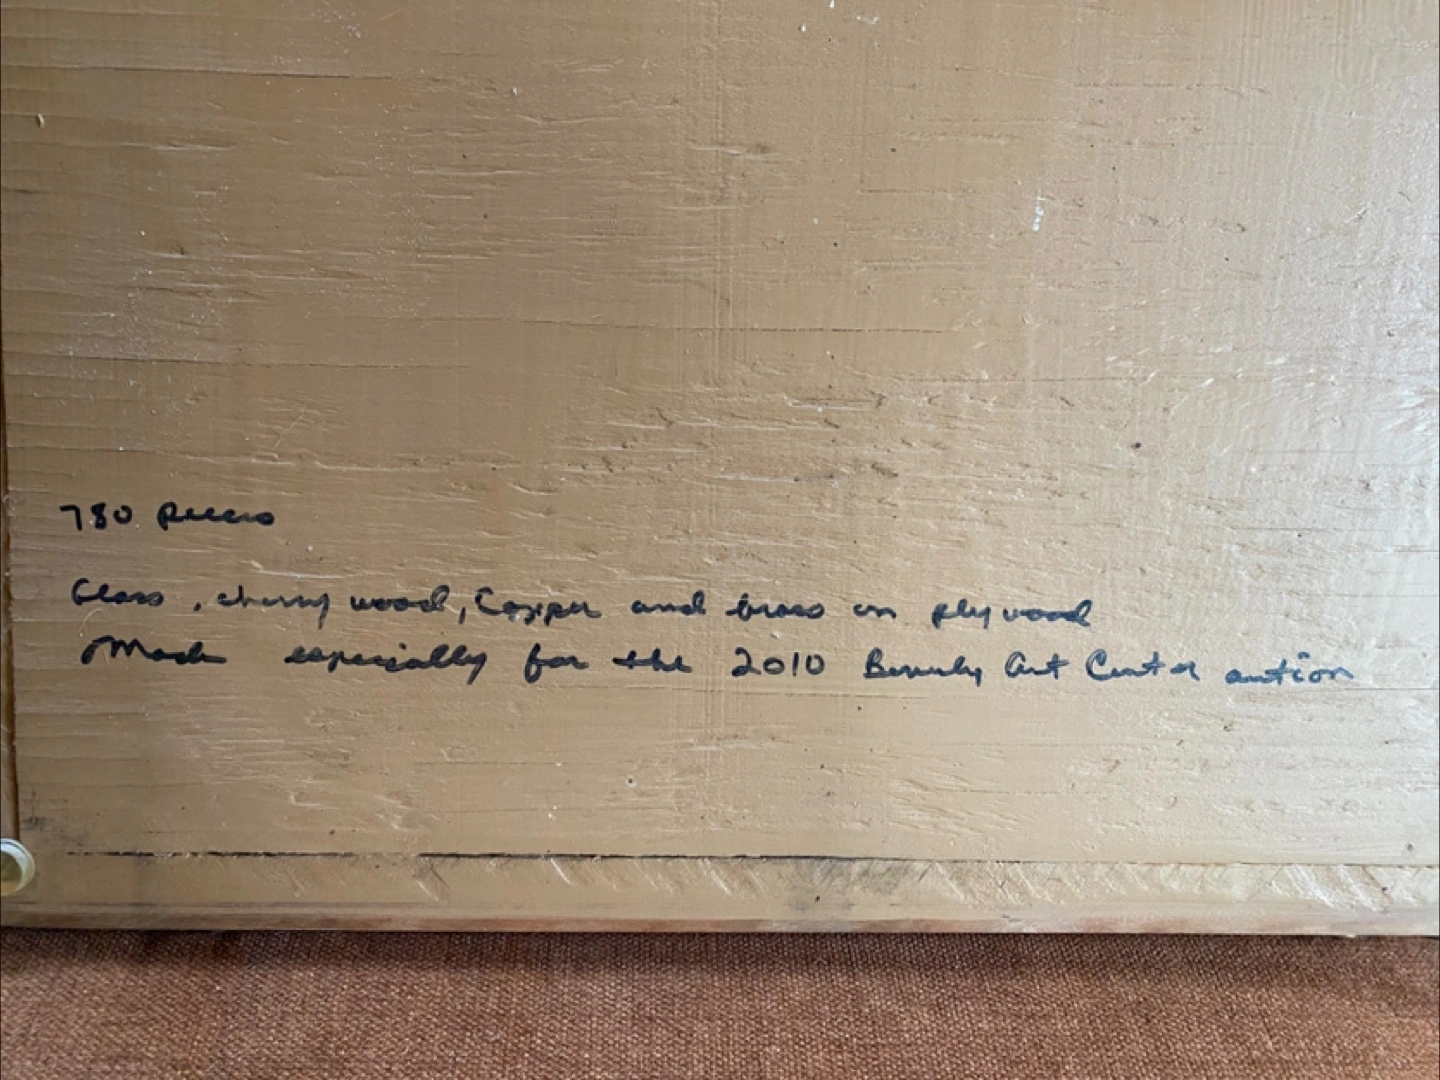 780 pieces
Glass, cherry wood, Copper and brass on plywood
Made especially for the 2010 Beverly Art Center auction